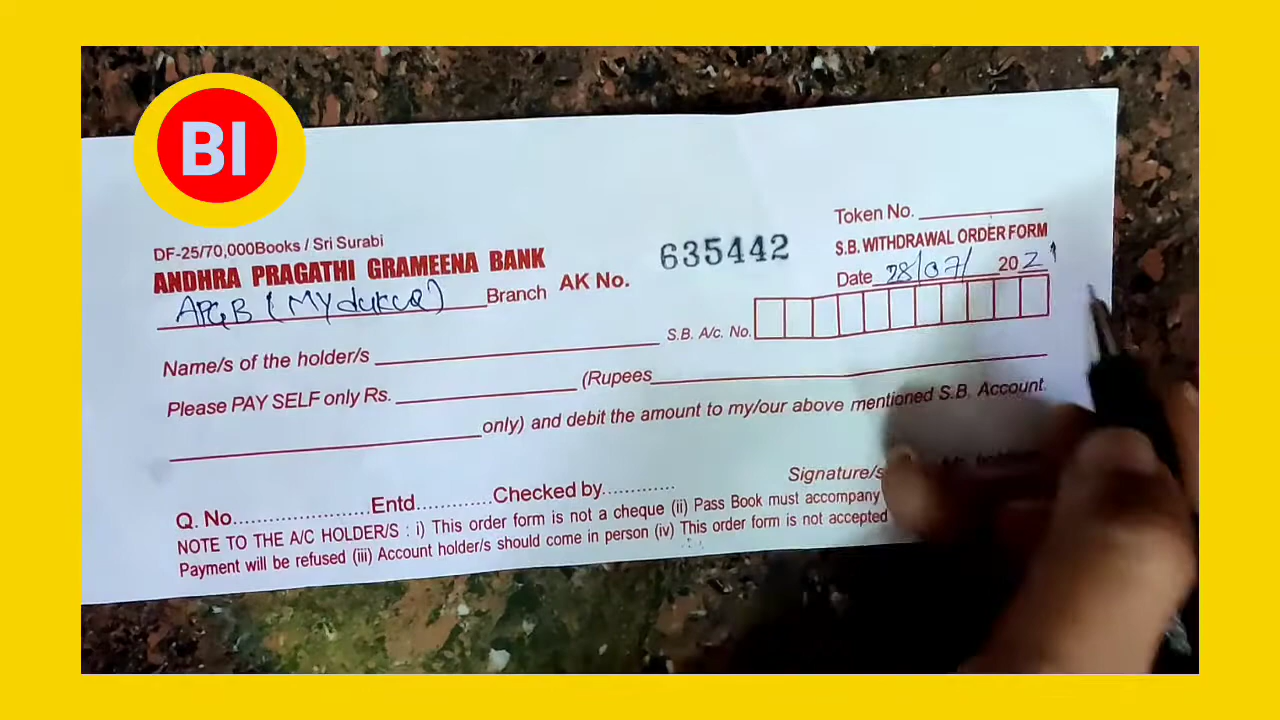 BI
DF-25/70,000Books / Sri Surabi
ANDHRA PRAGATHI GRAMEENA BANK
APGB (Mydukur) Branch AK No. 635442
Token No.
S.B. WITHDRAWAL ORDER FORM
Date 28/07/ 2021
S.B. A/c. No.
Name/s of the holder/s
Please PAY SELF only Rs. (Rupees
only) and debit the amount to my/our above mentioned S.B. Account.
Signature/s
Q. No.....................Entd............Checked by............
NOTE TO THE A/C HOLDER/S : i) This order form is not a cheque (ii) Pass Book must accompany
Payment will be refused (iii) Account holder/s should come in person (iv) This order form is not accepted